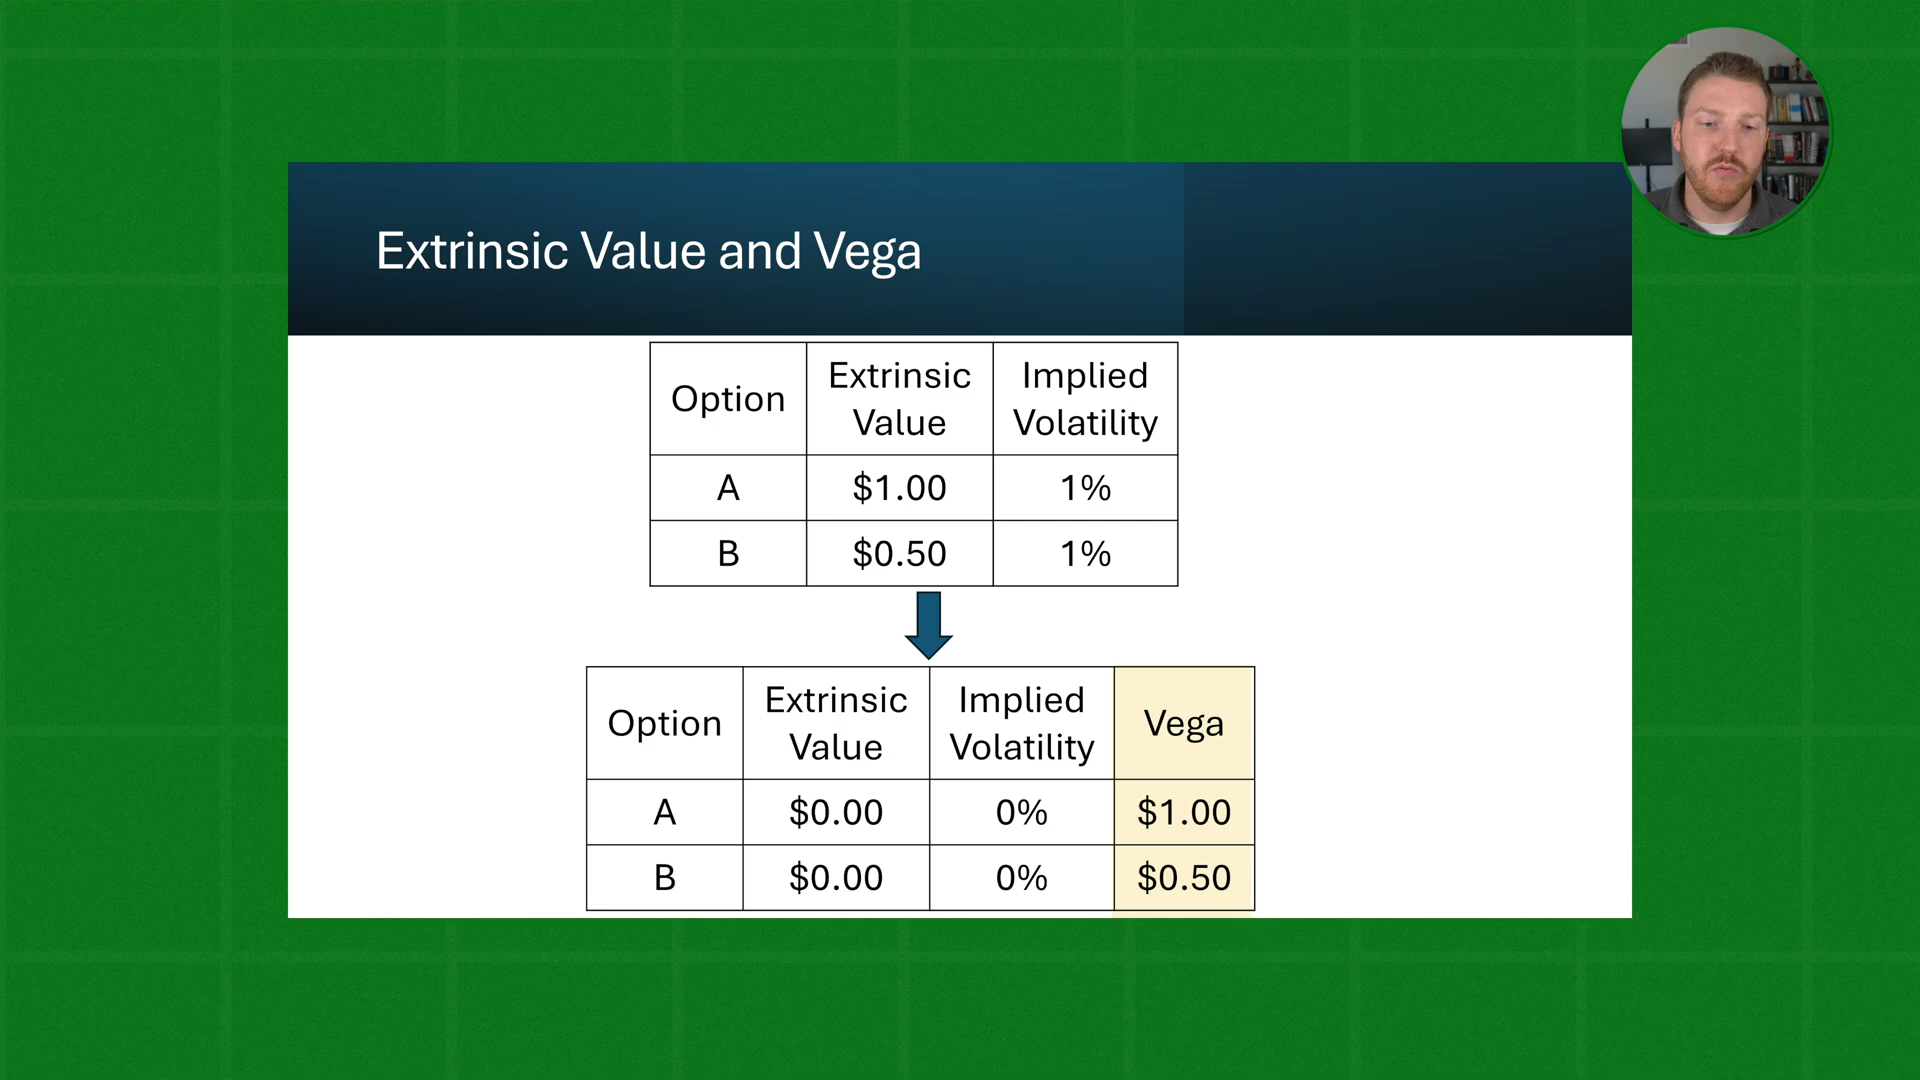 Extrinsic Value and Vega
Option Extrinsic Value Implied Volatility
A $1.00 1%
B $0.50 1%
Option Extrinsic Value Implied Volatility Vega
A $0.00 0% $1.00
B $0.00 0% $0.50